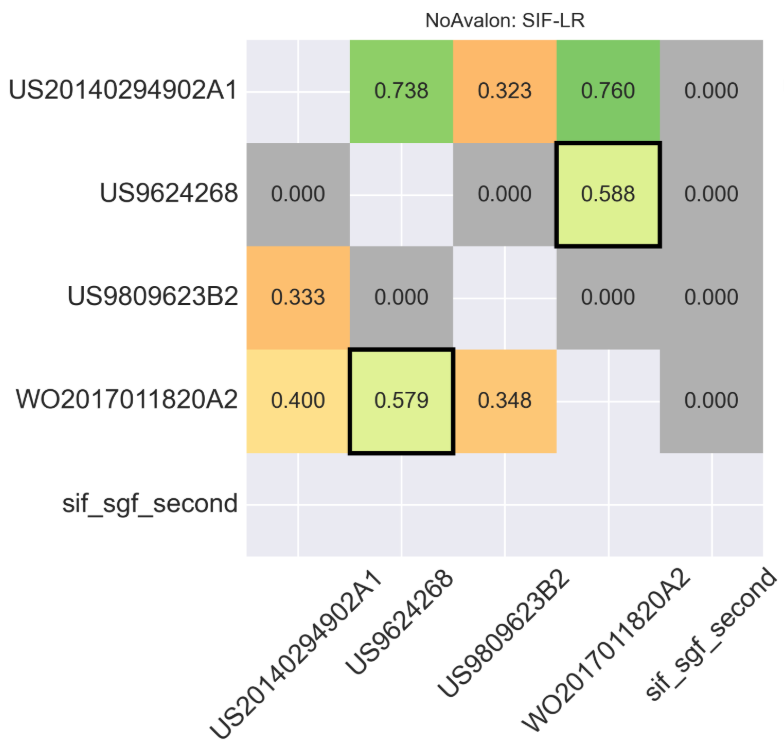 NoAvalon: SIF-LR
US20140294902A1 0.738 0.323 0.760 0.000
US9624268 0.000 0.000 0.588 0.000
US9809623B2 0.333 0.000 0.000 0.000
WO2017011820A2 0.400 0.579 0.348 0.000
sif_sgf_second
US20140294902A1 US9624268 US9809623B2 WO2017011820A2 sif_sgf_second